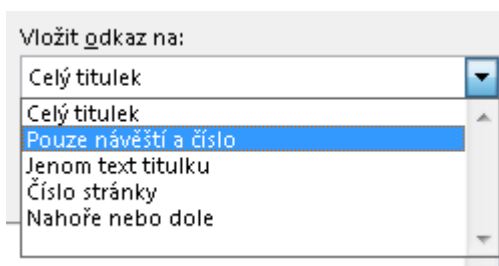 Vložit odkaz na:
Celý titulek
Celý titulek
Pouze návěští a číslo
Jenom text titulku
Číslo stránky
Nahoře nebo dole